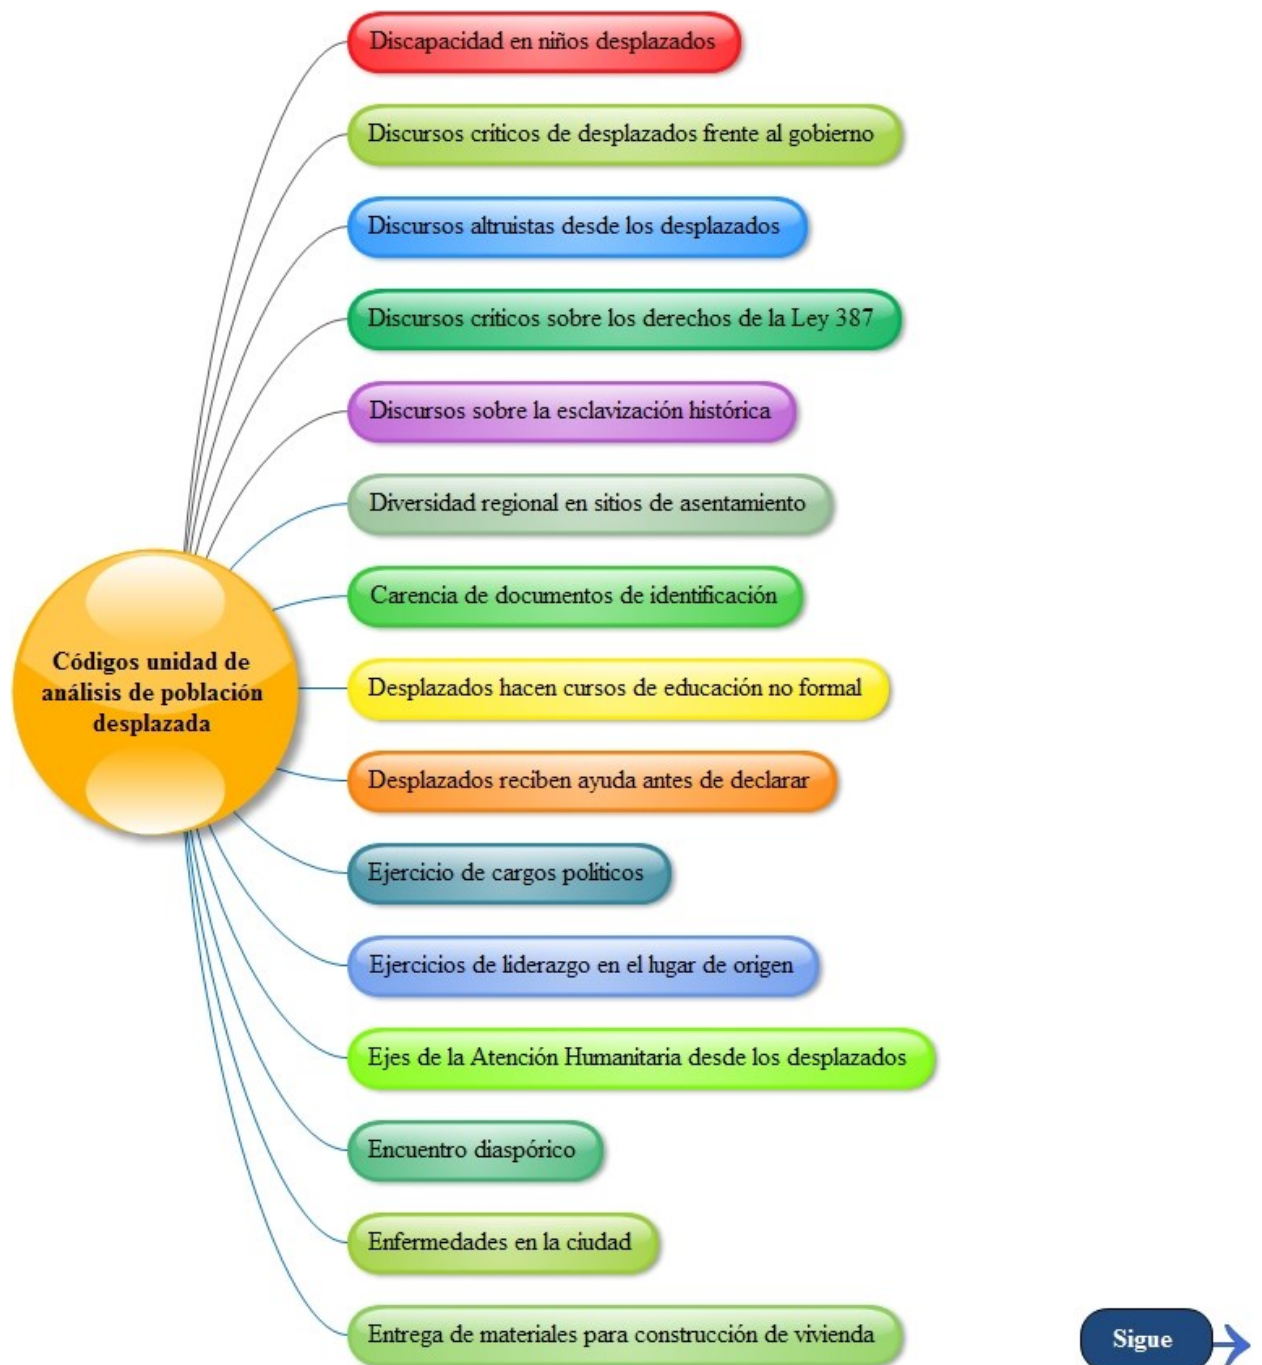 Discapacidad en niños desplazados
Discursos críticos de desplazados frente al gobierno
Discursos altruistas desde los desplazados
Discursos críticos sobre los derechos de la Ley 387
Discursos sobre la esclavización histórica
Diversidad regional en sitios de asentamiento
Carencia de documentos de identificación
Códigos unidad de
análisis de población
desplazada
Desplazados hacen cursos de educación no formal
Desplazados reciben ayuda antes de declarar
Ejercicio de cargos políticos
Ejercicios de liderazgo en el lugar de origen
Ejes de la Atención Humanitaria desde los desplazados
Encuentro diaspórico
Enfermedades en la ciudad
Entrega de materiales para construcción de vivienda
Sigue